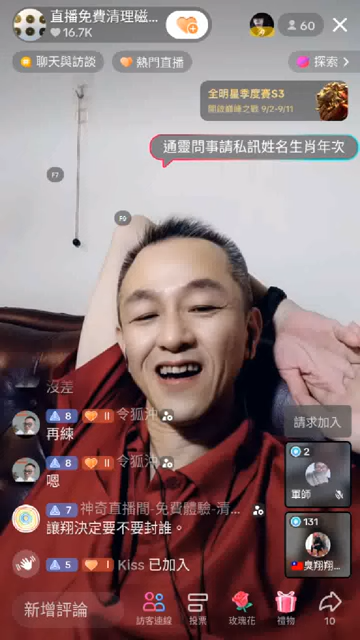 直播免費清理磁...
16.7K
60
聊天與訪談
熱門直播
探索
全明星季度賽S3
開啟巔峰之戰 9/2-9/11
通靈問事請私訊姓名生肖年次
F7
F9
沒差
8 II 令狐沖
再練
8 II 令狐沖
嗯
7 神奇直播間-免費體驗-清...
讓翔決定要不要封誰。
5 I Kiss 已加入
請求加入
2
軍師
131
臭翔翔...
新增評論
訪客連線
投票
玫瑰花
禮物
10